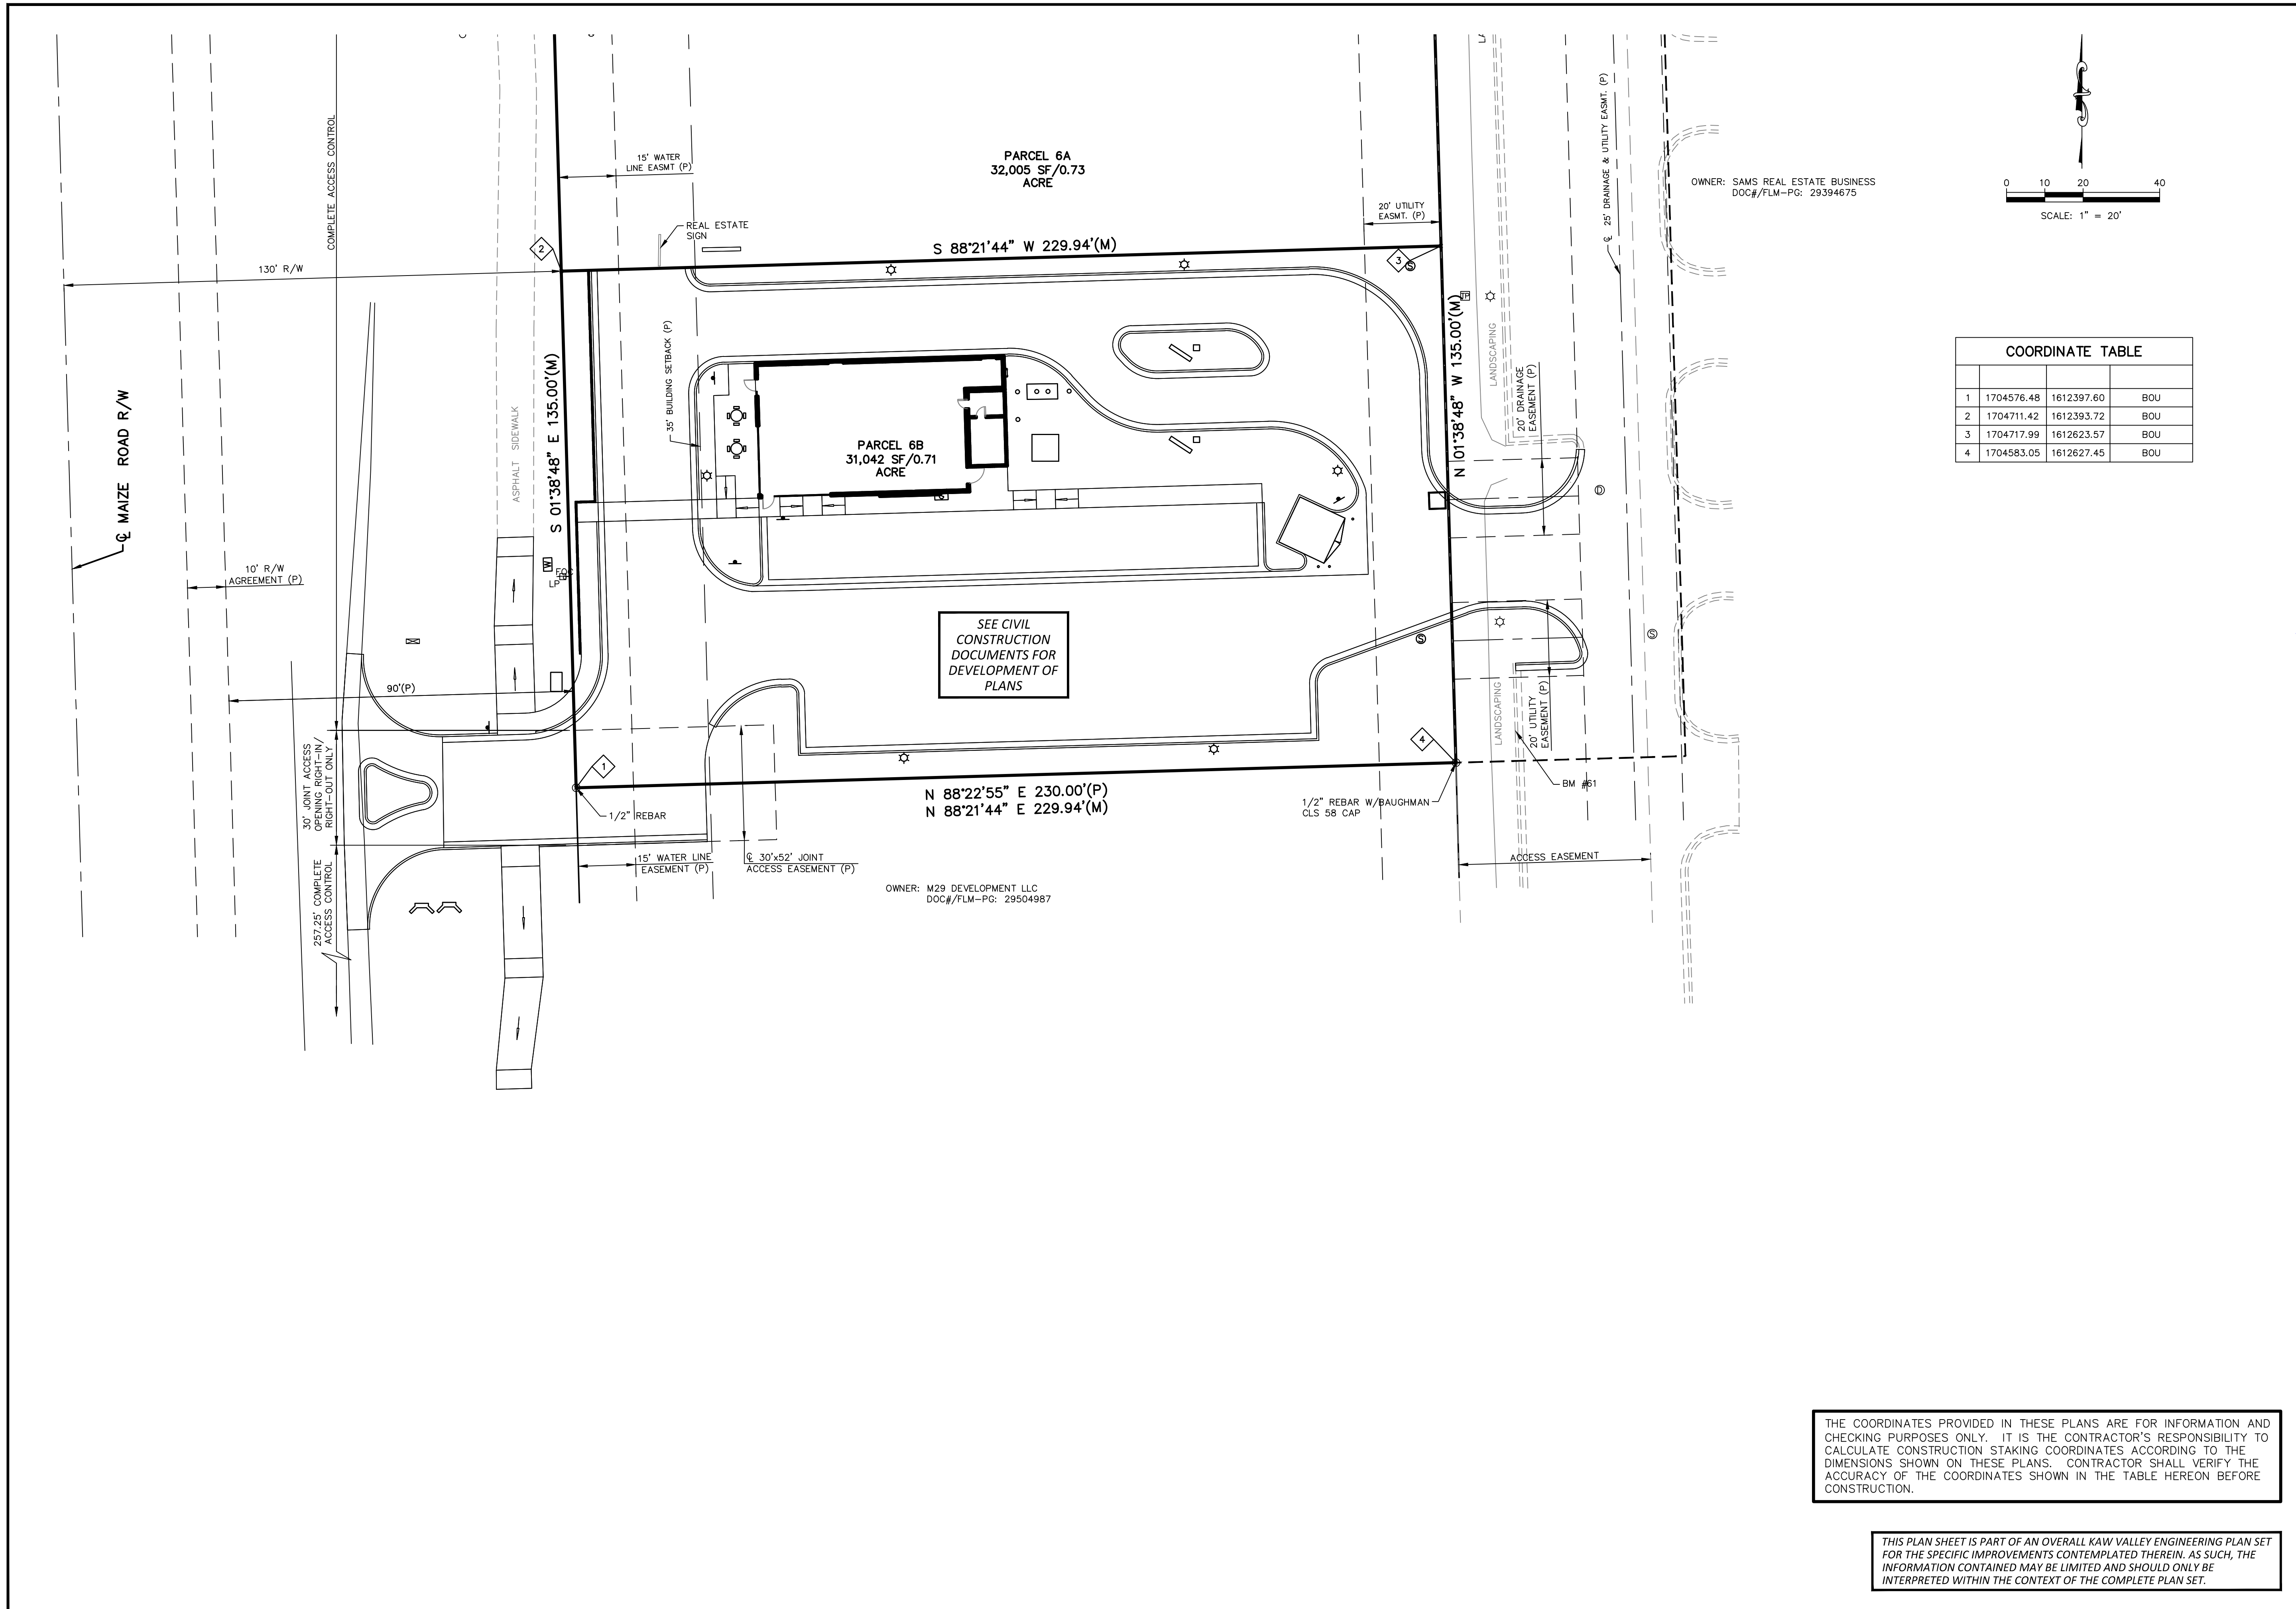 COMPLETE ACCESS CONTROL
15' WATER
LINE EASMT (P)
PARCEL 6A
32,005 SF/0.73
ACRE
20' UTILITY
EASMT. (P)
℄ 25' DRAINAGE & UTILITY EASMT. (P)
OWNER: SAMS REAL ESTATE BUSINESS
DOC#/FLM-PG: 29394675
0 10 20 40
SCALE: 1" = 20'
REAL ESTATE
SIGN
2
S 88°21'44" W 229.94'(M)
3
S
130' R/W
TP
35' BUILDING SETBACK (P)
LANDSCAPING
COORDINATE TABLE
1 1704576.48 1612397.60 BOU
2 1704711.42 1612393.72 BOU
3 1704717.99 1612623.57 BOU
4 1704583.05 1612627.45 BOU
℄ MAIZE ROAD R/W
ASPHALT SIDEWALK
S 01°38'48" E 135.00'(M)
PARCEL 6B
31,042 SF/0.71
ACRE
N 01°38'48" W 135.00'(M)
20' DRAINAGE
EASEMENT (P)
D
W
FOC
LP
10' R/W
AGREEMENT (P)
SEE CIVIL
CONSTRUCTION
DOCUMENTS FOR
DEVELOPMENT OF
PLANS
S
S
90'(P)
LANDSCAPING
20' UTILITY
EASEMENT (P)
30' JOINT ACCESS
OPENING RIGHT-IN/
RIGHT-OUT ONLY
1
4
BM #61
1/2" REBAR
N 88°22'55" E 230.00'(P)
N 88°21'44" E 229.94'(M)
1/2" REBAR W/BAUGHMAN
CLS 58 CAP
257.25' COMPLETE
ACCESS CONTROL
15' WATER LINE
EASEMENT (P)
℄ 30'x52' JOINT
ACCESS EASEMENT (P)
ACCESS EASEMENT
OWNER: M29 DEVELOPMENT LLC
DOC#/FLM-PG: 29504987
THE COORDINATES PROVIDED IN THESE PLANS ARE FOR INFORMATION AND
CHECKING PURPOSES ONLY. IT IS THE CONTRACTOR'S RESPONSIBILITY TO
CALCULATE CONSTRUCTION STAKING COORDINATES ACCORDING TO THE
DIMENSIONS SHOWN ON THESE PLANS. CONTRACTOR SHALL VERIFY THE
ACCURACY OF THE COORDINATES SHOWN IN THE TABLE HEREON BEFORE
CONSTRUCTION.
THIS PLAN SHEET IS PART OF AN OVERALL KAW VALLEY ENGINEERING PLAN SET
FOR THE SPECIFIC IMPROVEMENTS CONTEMPLATED THEREIN. AS SUCH, THE
INFORMATION CONTAINED MAY BE LIMITED AND SHOULD ONLY BE
INTERPRETED WITHIN THE CONTEXT OF THE COMPLETE PLAN SET.